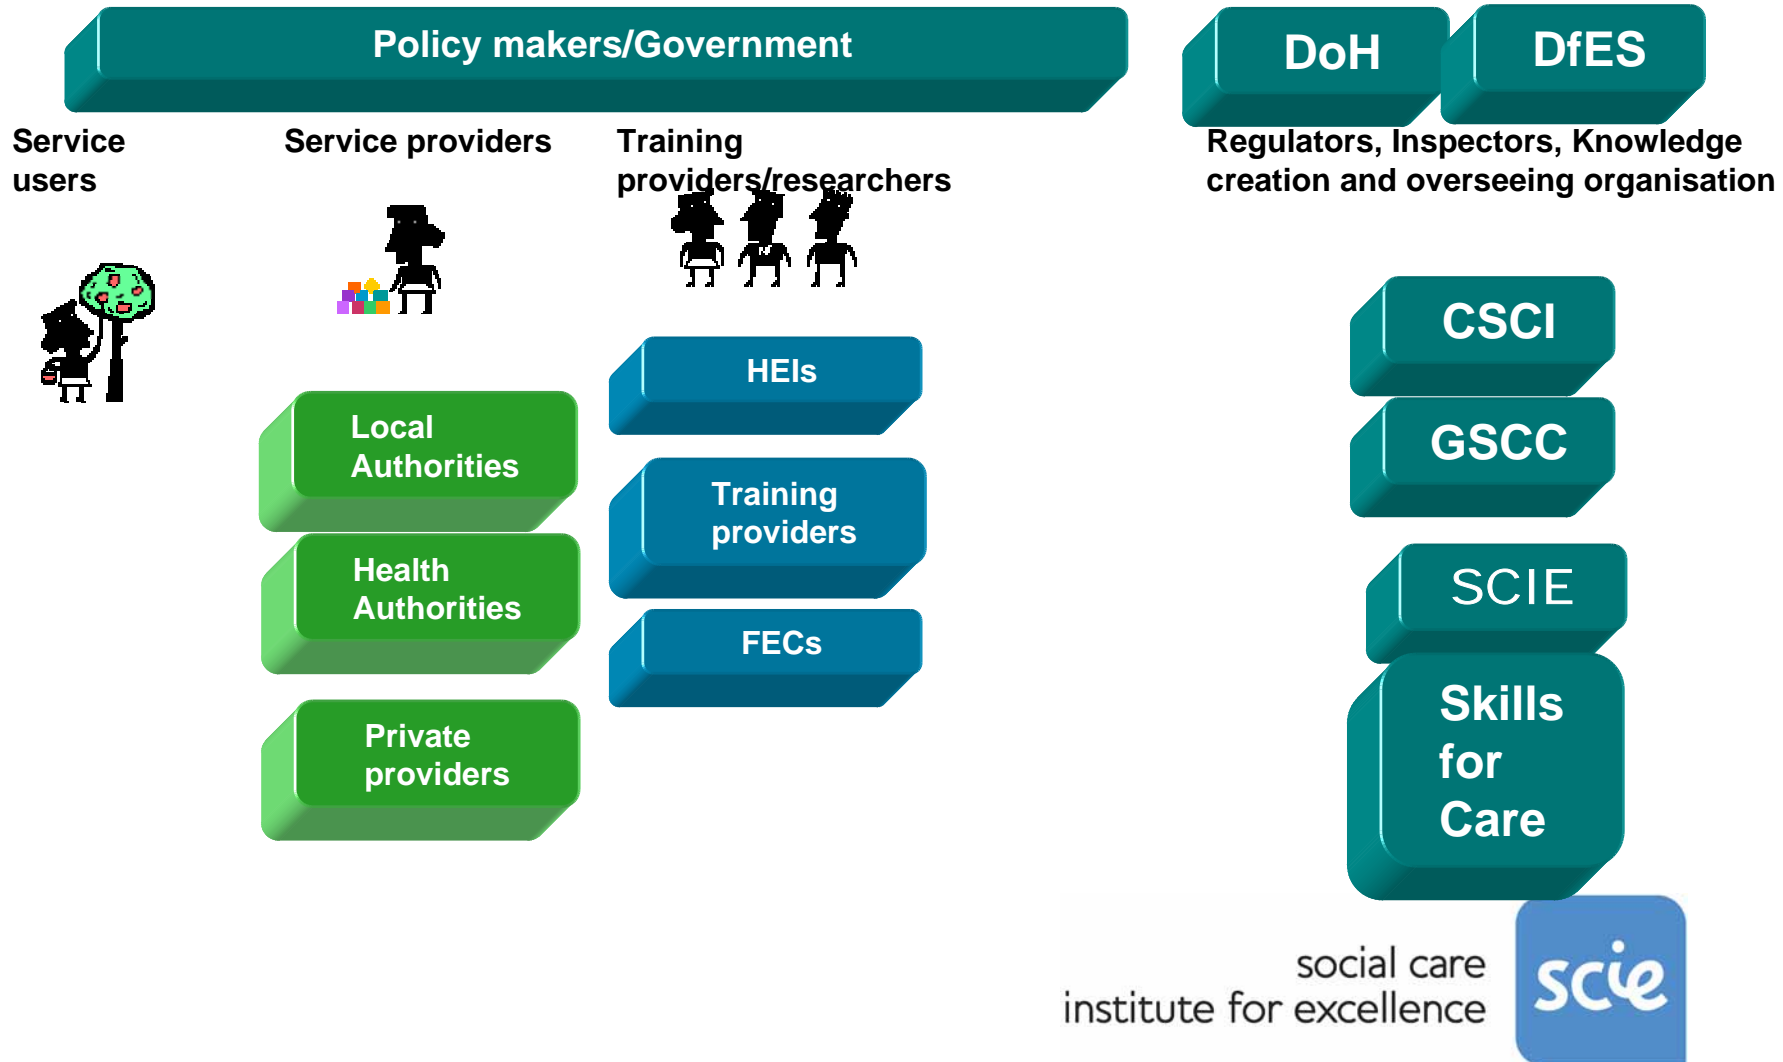 Policy makers/Government
DoH
DfES
Service
users
Service providers
Training
providers/researchers
Regulators, Inspectors, Knowledge
creation and overseeing organisation
HEIs
Training
providers
FECs
Local
Authorities
Health
Authorities
Private
providers
CSCI
GSCC
SCIE
Skills
for
Care
social care
institute for excellence
scie